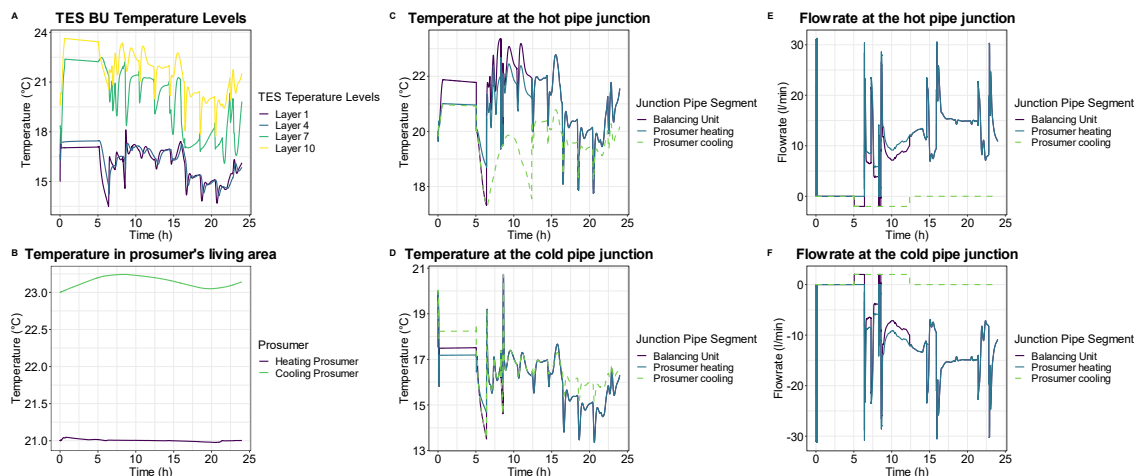 A TES BU Temperature Levels
Temperature (°C)
24
21
18
15
0 5 10 15 20 25
Time (h)
TES Teperature Levels
Layer 1
Layer 4
Layer 7
Layer 10
B Temperature in prosumer's living area
Temperature (°C)
23.0
22.5
22.0
21.5
21.0
0 5 10 15 20 25
Time (h)
Prosumer
Heating Prosumer
Cooling Prosumer
C Temperature at the hot pipe junction
Temperature (°C)
22
20
18
0 5 10 15 20 25
Time (h)
Junction Pipe Segment
Balancing Unit
Prosumer heating
Prosumer cooling
D Temperature at the cold pipe junction
Temperature (°C)
21
19
17
15
13
0 5 10 15 20 25
Time (h)
Junction Pipe Segment
Balancing Unit
Prosumer heating
Prosumer cooling
E Flowrate at the hot pipe junction
Flowrate (l/min)
30
20
10
0
0 5 10 15 20 25
Time (h)
Junction Pipe Segment
Balancing Unit
Prosumer heating
Prosumer cooling
F Flowrate at the cold pipe junction
Flowrate (l/min)
0
-10
-20
-30
0 5 10 15 20 25
Time (h)
Junction Pipe Segment
Balancing Unit
Prosumer heating
Prosumer cooling